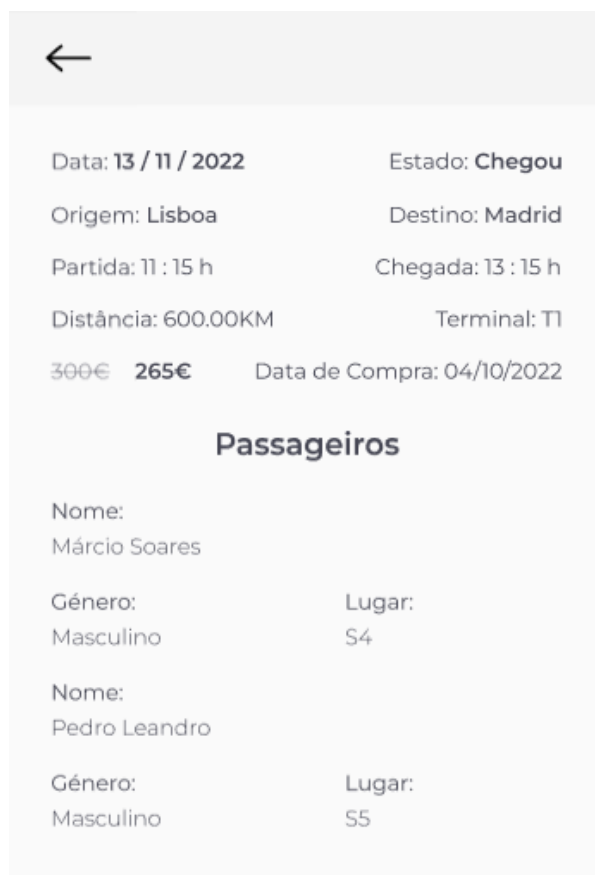 Data: 13 / 11 / 2022 Estado: Chegou
Origem: Lisboa Destino: Madrid
Partida: 11 : 15 h Chegada: 13 : 15 h
Distância: 600.00KM Terminal: T1
300€ 265€ Data de Compra: 04/10/2022
Passageiros
Nome:
Márcio Soares
Género: Lugar:
Masculino S4
Nome:
Pedro Leandro
Género: Lugar:
Masculino S5